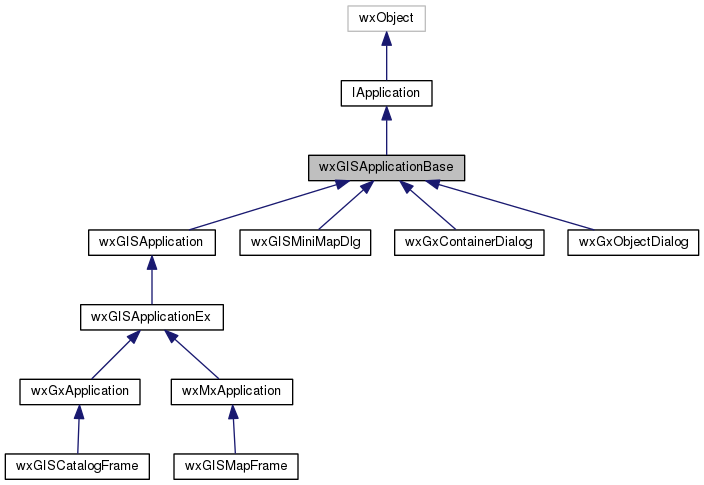 wxObject
IApplication
wxGISApplicationBase
wxGISApplication
wxGISMiniMapDlg
wxGxContainerDialog
wxGxObjectDialog
wxGISApplicationEx
wxGxApplication
wxMxApplication
wxGISCatalogFrame
wxGISMapFrame